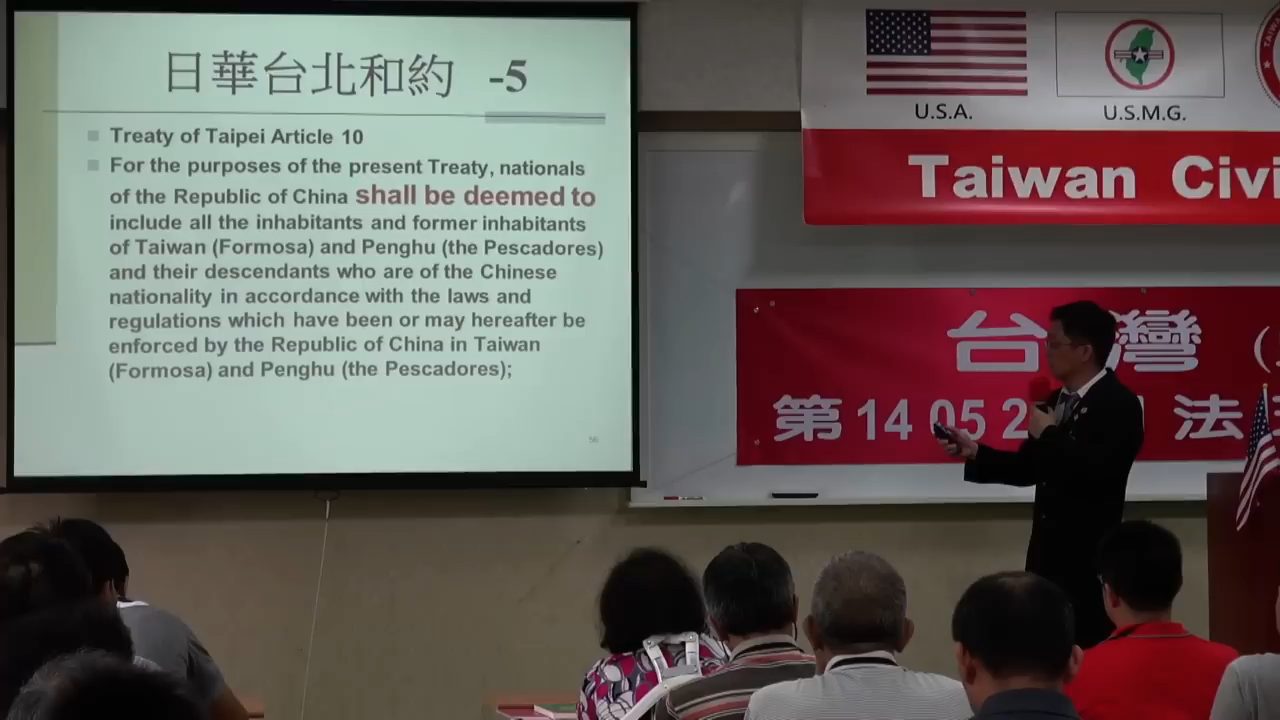 日華台北和約 -5
Treaty of Taipei Article 10
For the purposes of the present Treaty, nationals
of the Republic of China shall be deemed to
include all the inhabitants and former inhabitants
of Taiwan (Formosa) and Penghu (the Pescadores)
and their descendants who are of the Chinese
nationality in accordance with the laws and
regulations which have been or may hereafter be
enforced by the Republic of China in Taiwan
(Formosa) and Penghu (the Pescadores);
56
U.S.A.
U.S.M.G.
Taiwan Civi
台灣
第 14 05 2 法